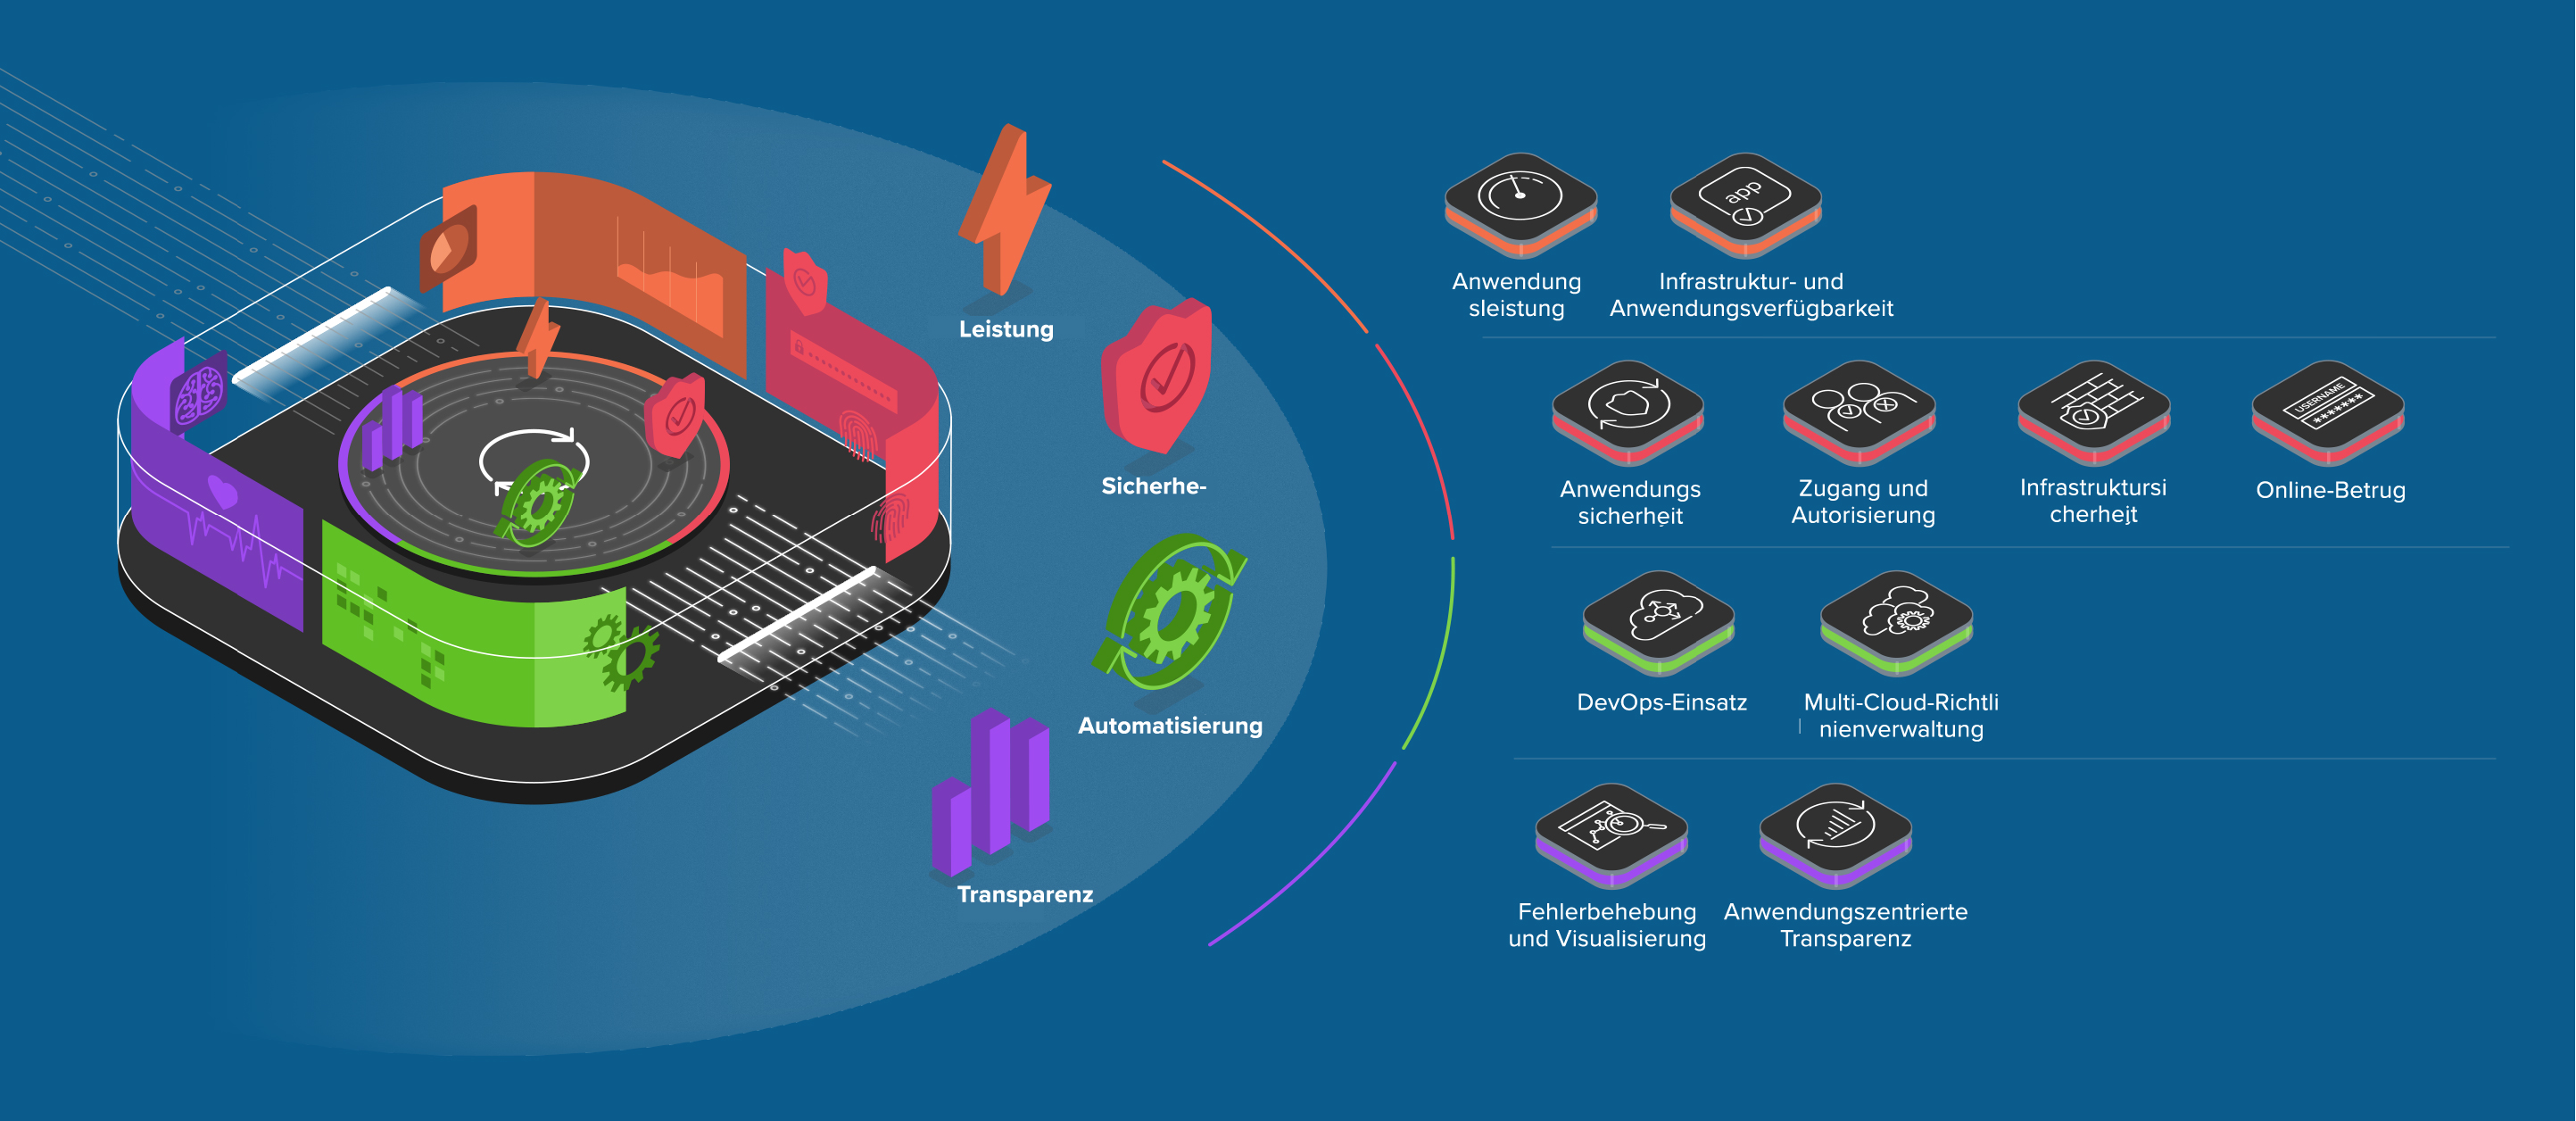 Leistung
Sicherhe-
Automatisierung
Transparenz
app
Anwendung
sleistung
Infrastruktur- und
Anwendungsverfügbarkeit
Anwendungs
sicherheit
Zugang und
Autorisierung
Infrastruktursi
cherheit
USERNAME
*******
Online-Betrug
DevOps-Einsatz
Multi-Cloud-Richtli
nienverwaltung
Fehlerbehebung
und Visualisierung
Anwendungszentrierte
Transparenz